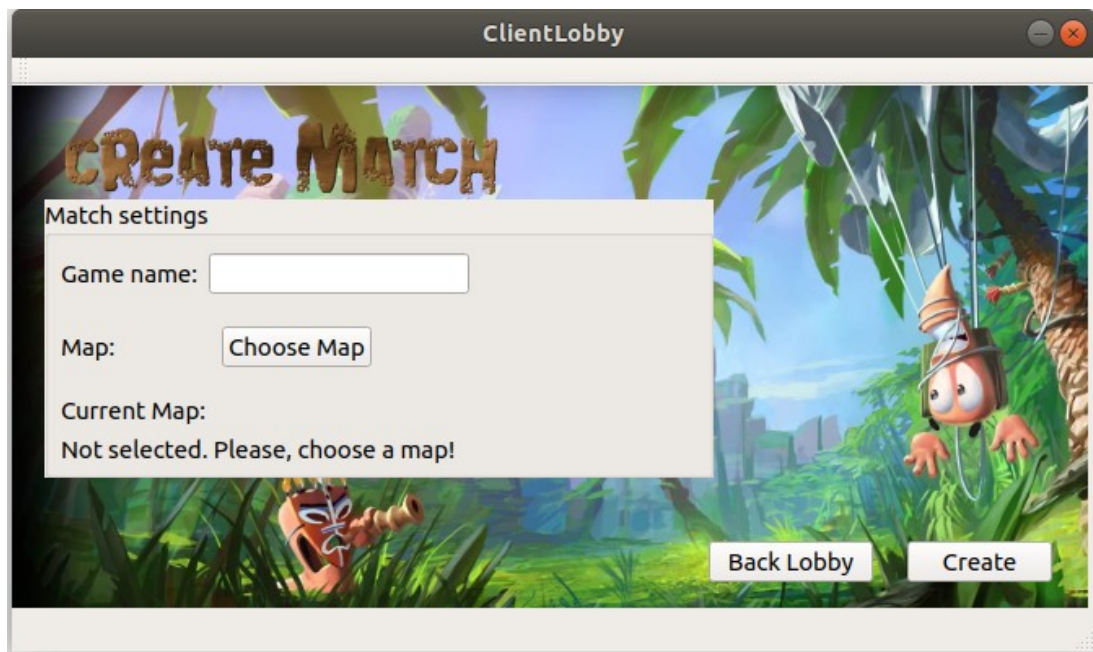 ClientLobby
CReATe MATCH
Match settings
Game name:
Map: Choose Map
Current Map:
Not selected. Please, choose a map!
Back Lobby Create